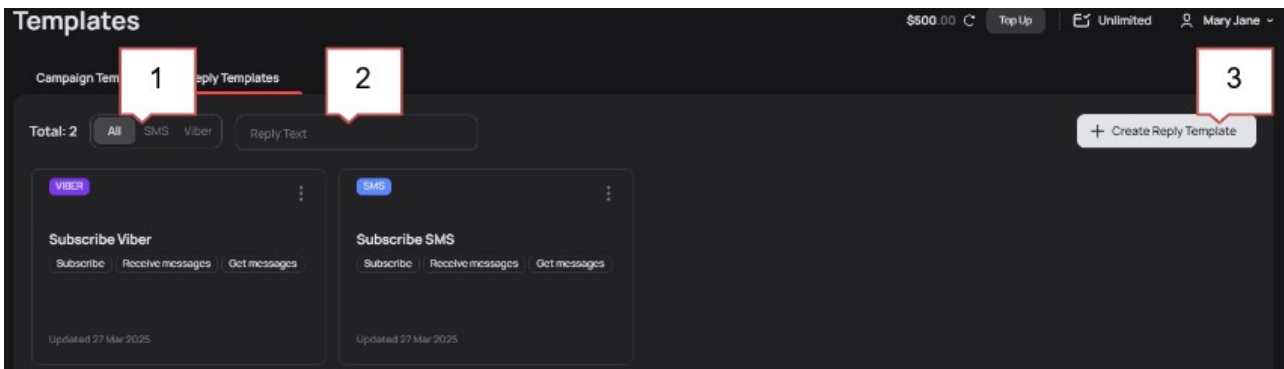 Templates
$500.00 Top Up Unlimited Mary Jane
Campaign Tem eply Templates
1 2 3
Total: 2 All SMS Viber Reply Text + Create Reply Template
VIBER SMS
Subscribe Viber Subscribe SMS
Subscribe Receive messages Get messages Subscribe Receive messages Get messages
Updated 27 Mar 2025 Updated 27 Mar 2025